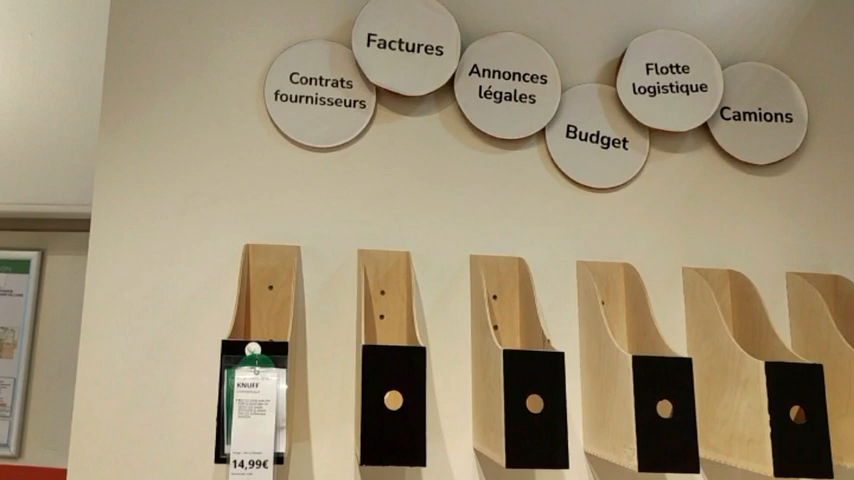 Contrats
fournisseurs
Factures
Annonces
légales
Budget
Flotte
logistique
Camions
KNUFF
14,99€